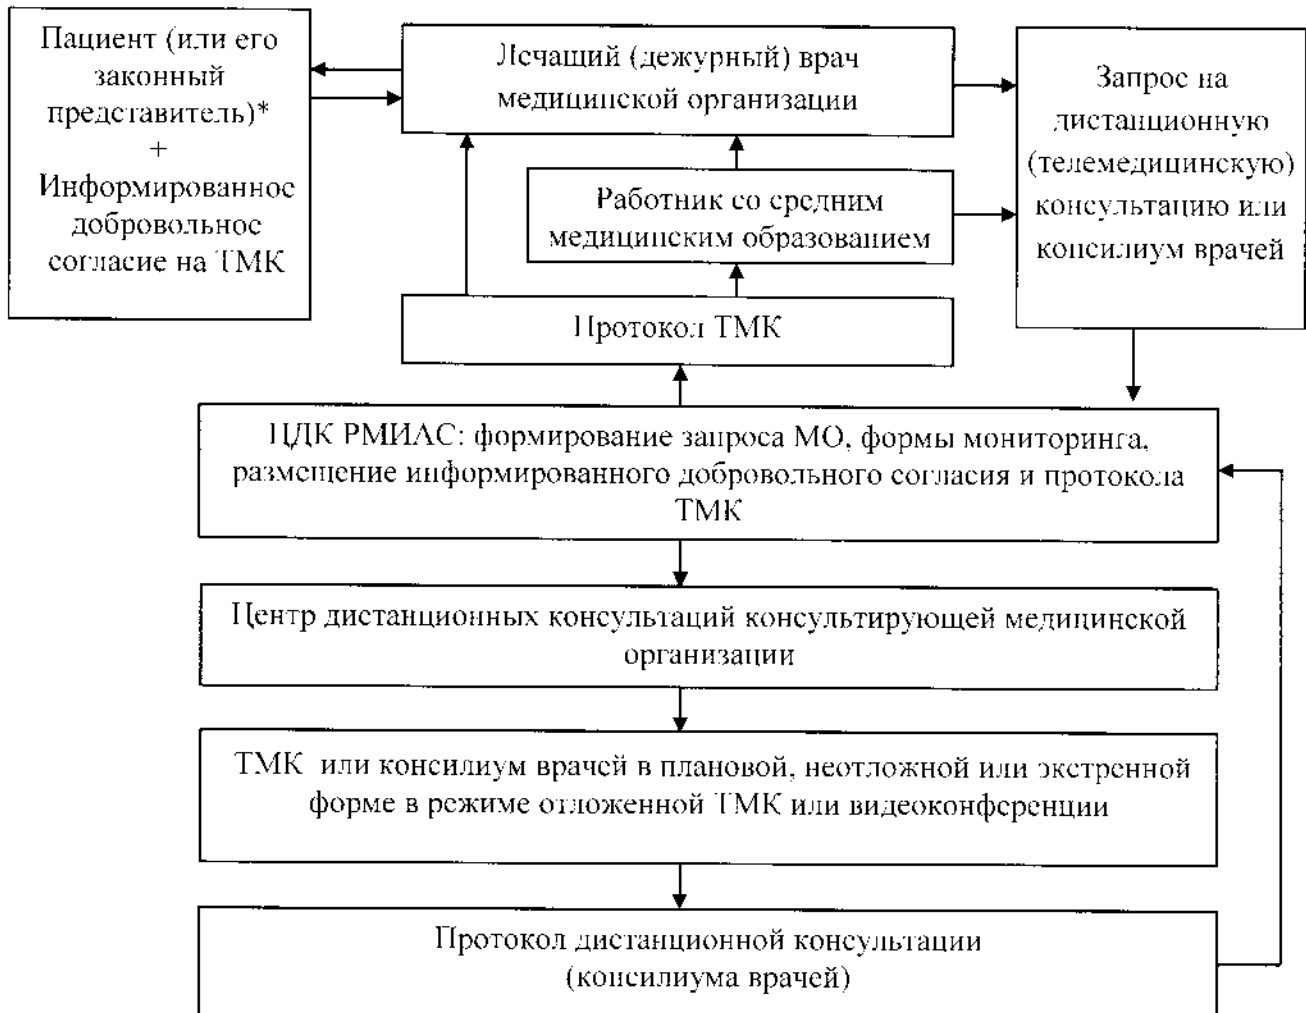 Пациент (или его
законный
представитель)*
+
Информированное
добровольное
согласие на ТМК
Лечащий (дежурный) врач
медицинской организации
Запрос на
дистанционную
(телемедицинскую)
консультацию или
консилиум врачей
Работник со средним
медицинским образованием
Протокол ТМК
ЦДК РМИАС: формирование запроса МО, формы мониторинга,
размещение информированного добровольного согласия и протокола
ТМК
Центр дистанционных консультаций консультирующей медицинской
организации
ТМК или консилиум врачей в плановой, неотложной или экстренной
форме в режиме отложенной ТМК или видеоконференции
Протокол дистанционной консультации
(консилиума врачей)